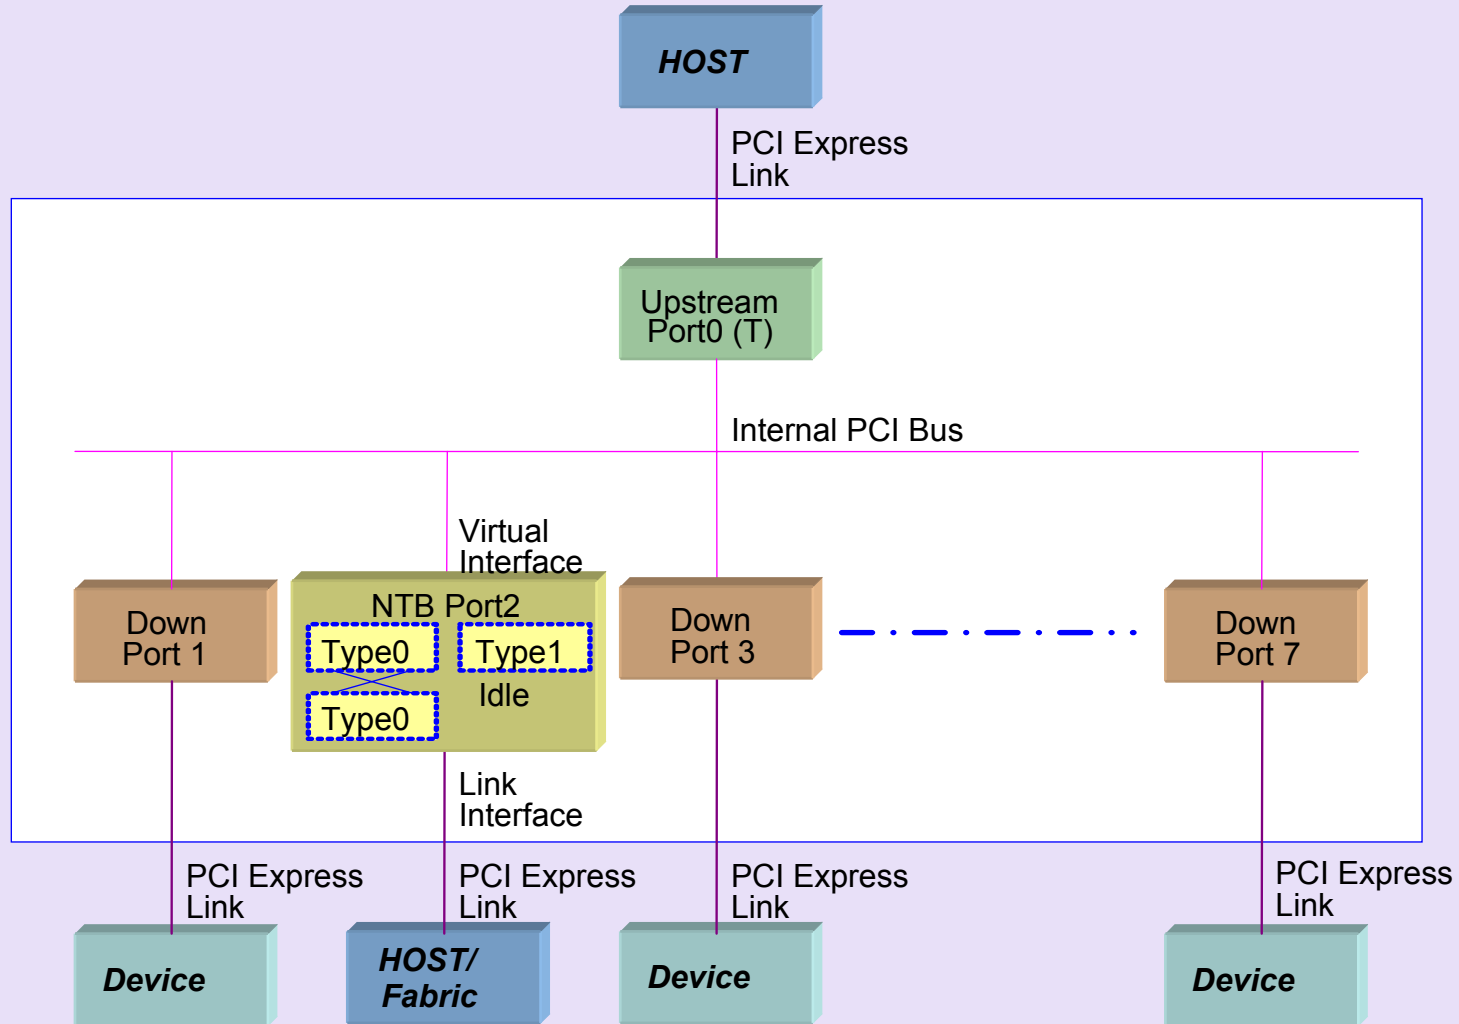 HOST
PCI Express
Link
Upstream
Port0 (T)
Internal PCI Bus
Virtual
Interface
Down
Port 1
NTB Port2
Type0
Type1
Idle
Type0
Down
Port 3
Down
Port 7
Link
Interface
PCI Express
Link
PCI Express
Link
PCI Express
Link
PCI Express
Link
Device
HOST/
Fabric
Device
Device